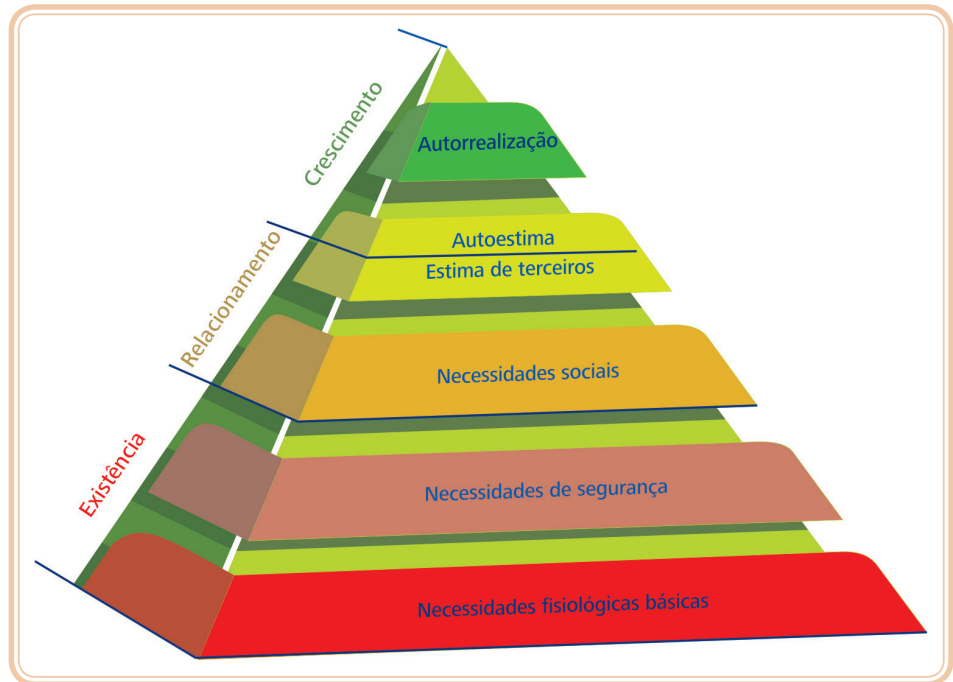 Crescimento
Autorrealização
Relacionamento
Autoestima
Estima de terceiros
Necessidades sociais
Existência
Necessidades de segurança
Necessidades fisiológicas básicas